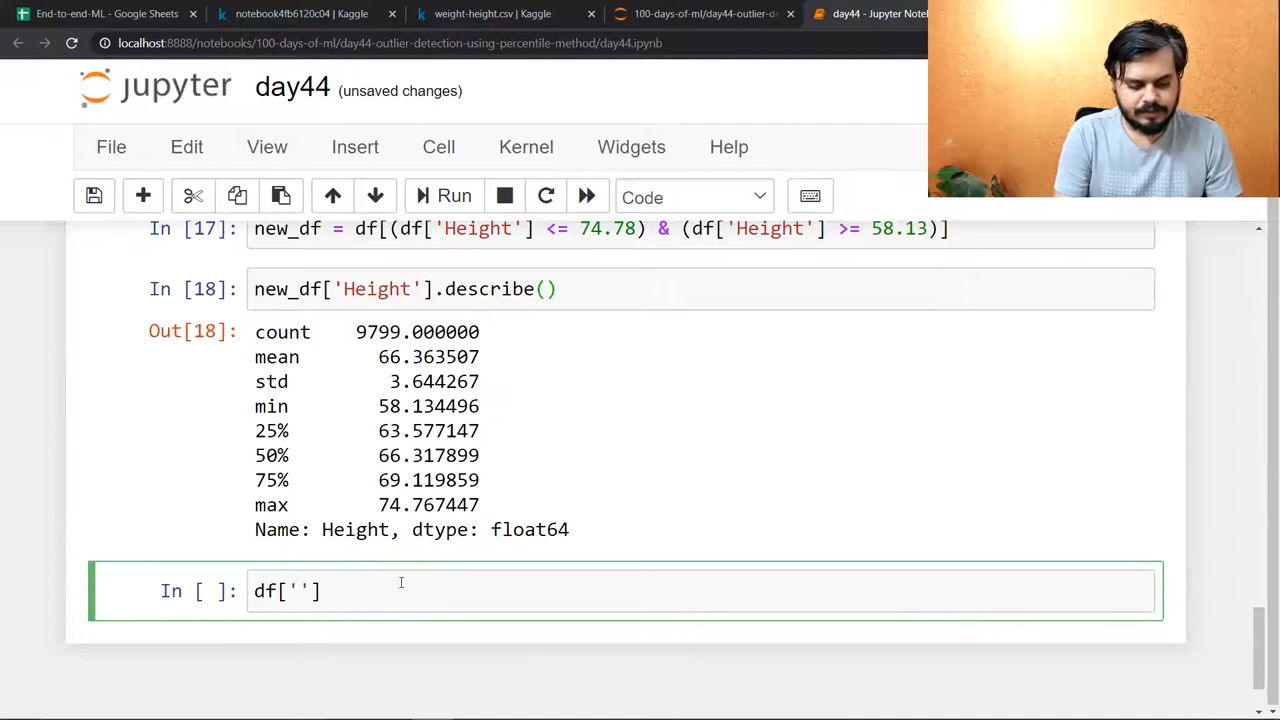 End-to-end-ML - Google Sheets
notebook4fb6120c04 | Kaggle
weight-height.csv | Kaggle
100-days-of-ml/day44-outlier-de
day44 - Jupyter Note
localhost:8888/notebooks/100-days-of-ml/day44-outlier-detection-using-percentile-method/day44.ipynb
jupyter day44 (unsaved changes)
File Edit View Insert Cell Kernel Widgets Help
Run Code
In [17]: new_df = df[(df['Height'] <= 74.78) & (df['Height'] >= 58.13)]
In [18]: new_df['Height'].describe()
Out[18]: count 9799.000000
mean 66.363507
std 3.644267
min 58.134496
25% 63.577147
50% 66.317899
75% 69.119859
max 74.767447
Name: Height, dtype: float64
In [ ]: df['']